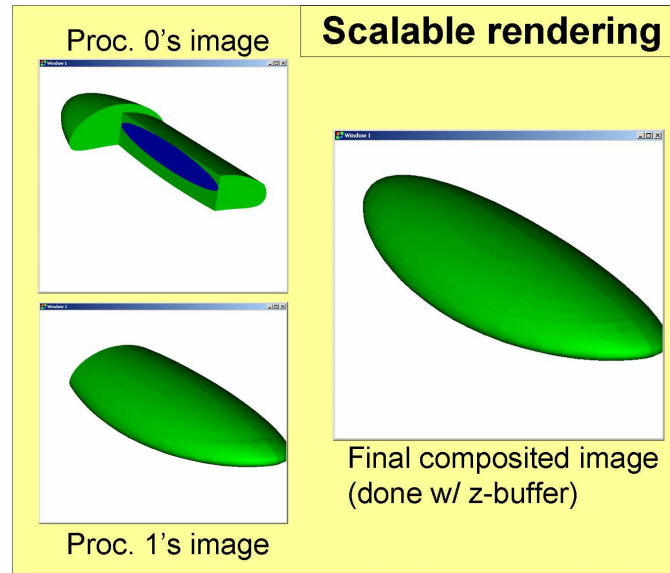 Scalable rendering
Proc. 0's image
Window 1
Window 1
Final composited image
(done w/ z-buffer)
Window 1
Proc. 1's image